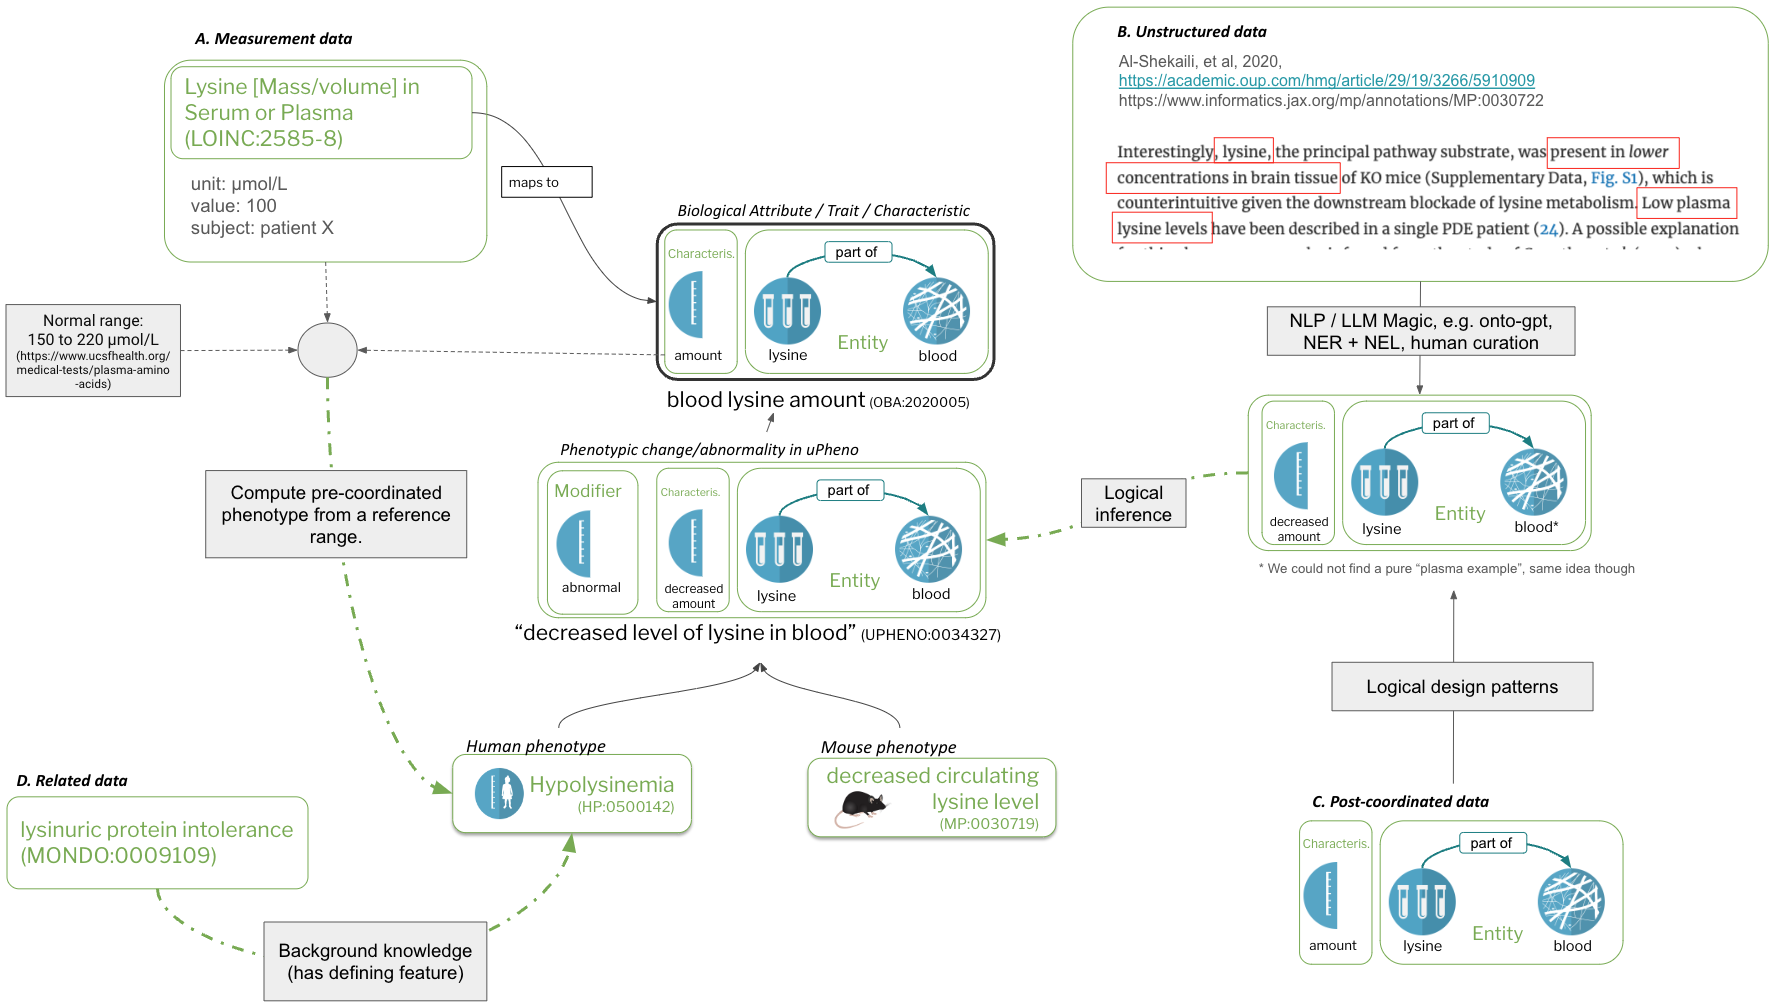 A. Measurement data
Lysine [Mass/volume] in
Serum or Plasma
(LOINC:2585-8)
unit: µmol/L
value: 100
subject: patient X
maps to
Normal range:
150 to 220 µmol/L
(https://www.ucsfhealth.org/
medical-tests/plasma-amino
-acids)
Biological Attribute / Trait / Characteristic
Characteris.
amount
part of
lysine
Entity
blood
blood lysine amount (OBA:2020005)
Compute pre-coordinated
phenotype from a reference
range.
Phenotypic change/abnormality in uPheno
Modifier
abnormal
Characteris.
decreased
amount
part of
lysine
Entity
blood
“decreased level of lysine in blood” (UPHENO:0034327)
Human phenotype
Hypolysinemia
(HP:0500142)
Mouse phenotype
decreased circulating
lysine level
(MP:0030719)
D. Related data
lysinuric protein intolerance
(MONDO:0009109)
Background knowledge
(has defining feature)
B. Unstructured data
Al-Shekaili, et al, 2020,
https://academic.oup.com/hmg/article/29/19/3266/5910909
https://www.informatics.jax.org/mp/annotations/MP:0030722
Interestingly, lysine, the principal pathway substrate, was present in lower
concentrations in brain tissue of KO mice (Supplementary Data, Fig. S1), which is
counterintuitive given the downstream blockade of lysine metabolism. Low plasma
lysine levels have been described in a single PDE patient (24). A possible explanation
NLP / LLM Magic, e.g. onto-gpt,
NER + NEL, human curation
Characteris.
decreased
amount
part of
lysine
Entity
blood*
* We could not find a pure “plasma example”, same idea though
Logical
inference
Logical design patterns
C. Post-coordinated data
Characteris.
amount
part of
lysine
Entity
blood